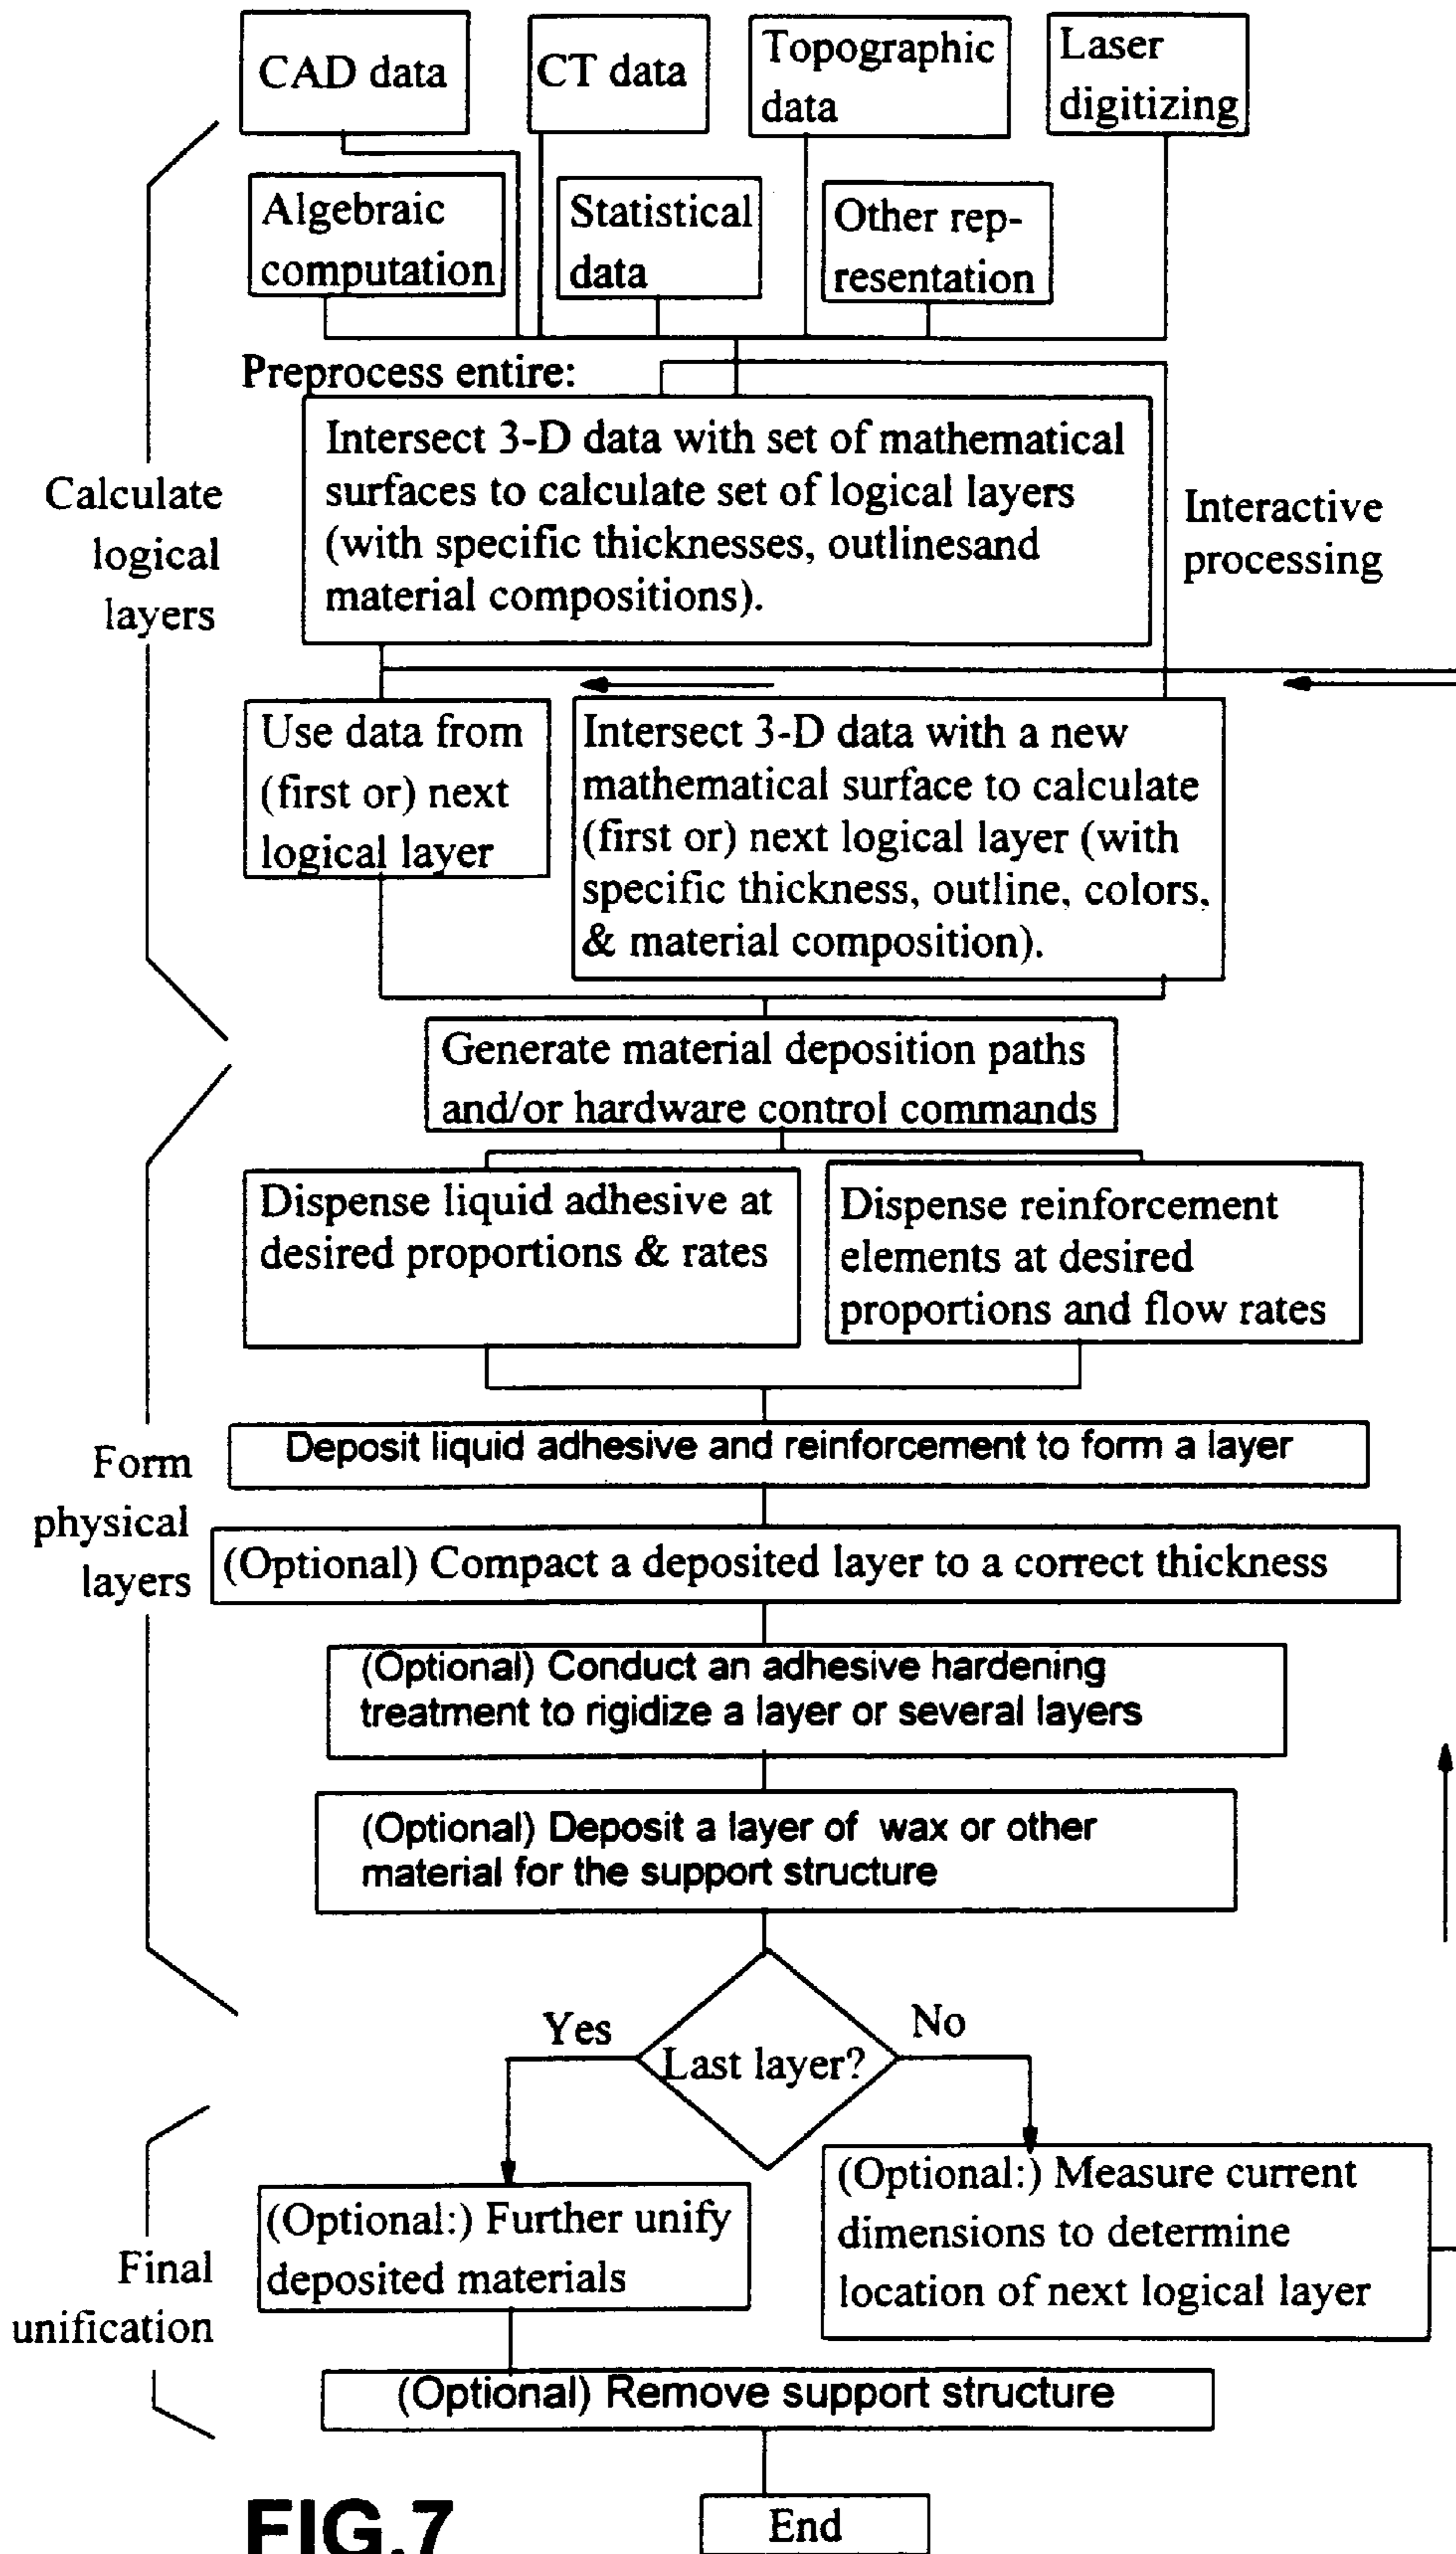 CAD data
CT data
Topographic
data
Laser
digitizing
Algebraic
computation
Statistical
data
Other rep-
resentation
Preprocess entire:
Intersect 3-D data with set of mathematical
surfaces to calculate set of logical layers
(with specific thicknesses, outlinesand
material compositions).
Calculate
logical
layers
Interactive
processing
Use data from
(first or) next
logical layer
Intersect 3-D data with a new
mathematical surface to calculate
(first or) next logical layer (with
specific thickness, outline, colors,
& material composition).
Generate material deposition paths
and/or hardware control commands
Dispense liquid adhesive at
desired proportions & rates
Dispense reinforcement
elements at desired
proportions and flow rates
Deposit liquid adhesive and reinforcement to form a layer
Form
physical
layers
(Optional) Compact a deposited layer to a correct thickness
(Optional) Conduct an adhesive hardening
treatment to rigidize a layer or several layers
(Optional) Deposit a layer of wax or other
material for the support structure
Yes
No
Last layer?
(Optional:) Further unify
deposited materials
(Optional:) Measure current
dimensions to determine
location of next logical layer
Final
unification
(Optional) Remove support structure
End
FIG.7